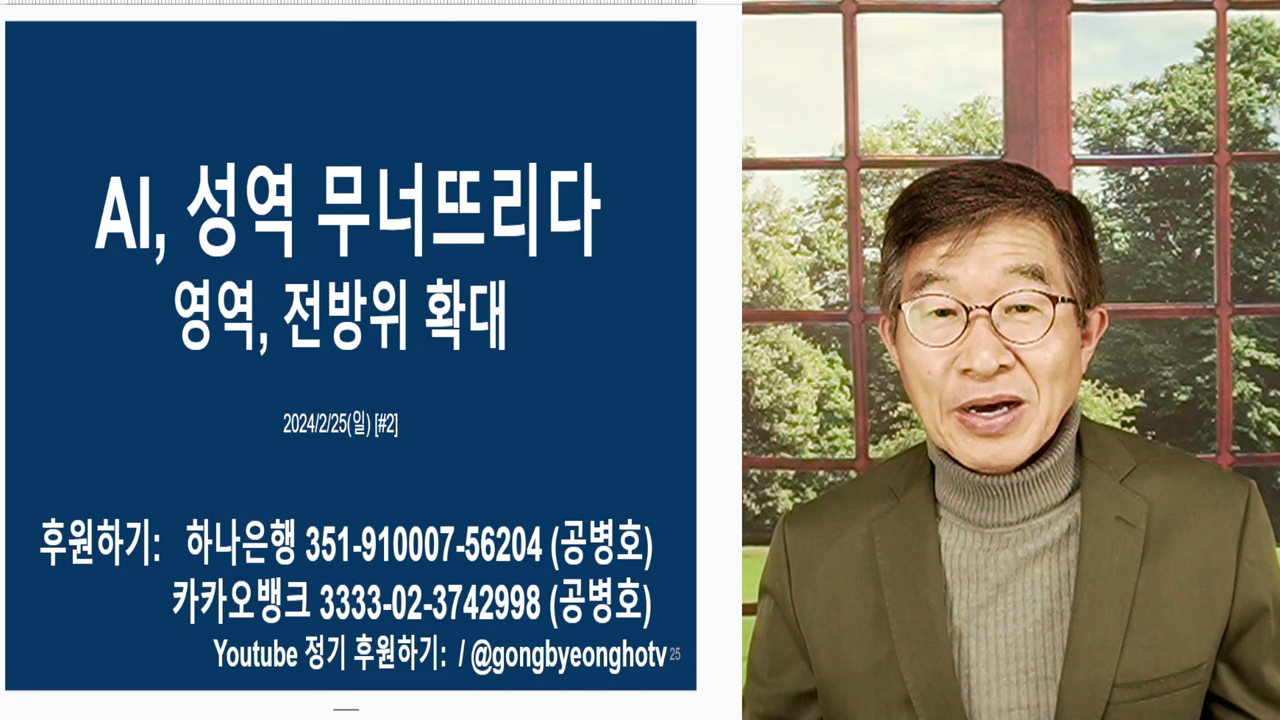 AI, 성역 무너뜨리다
영역, 전방위 확대
2024/2/25(일) [#2]
후원하기: 하나은행 351-910007-56204 (공병호)
카카오뱅크 3333-02-3742998 (공병호)
Youtube 정기 후원하기: / @gongbyeonghotv
25